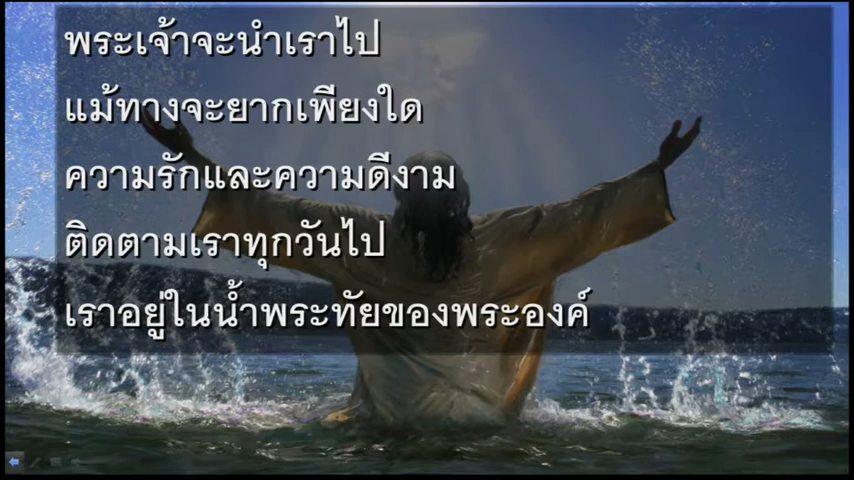 พระเจ้าจะนำเราไป
แม้ทางจะยากเพียงใด
ความรักและความดีงาม
ติดตามเราทุกวันไป
เราอยู่ในน้ำพระทัยของพระองค์